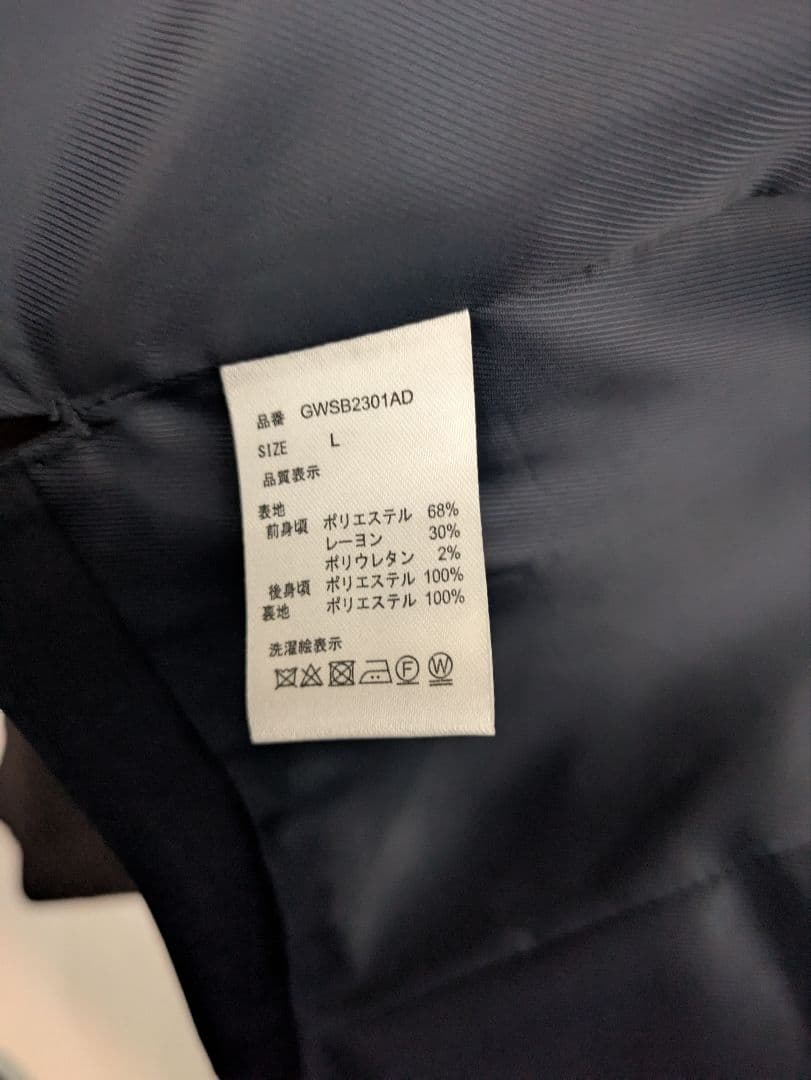 品番 GWSB2301AD
SIZE L
品質表示
表地
前身頃 ポリエステル 68%
レーヨン 30%
ポリウレタン 2%
後身頃 ポリエステル 100%
裏地 ポリエステル 100%
洗濯絵表示
F W